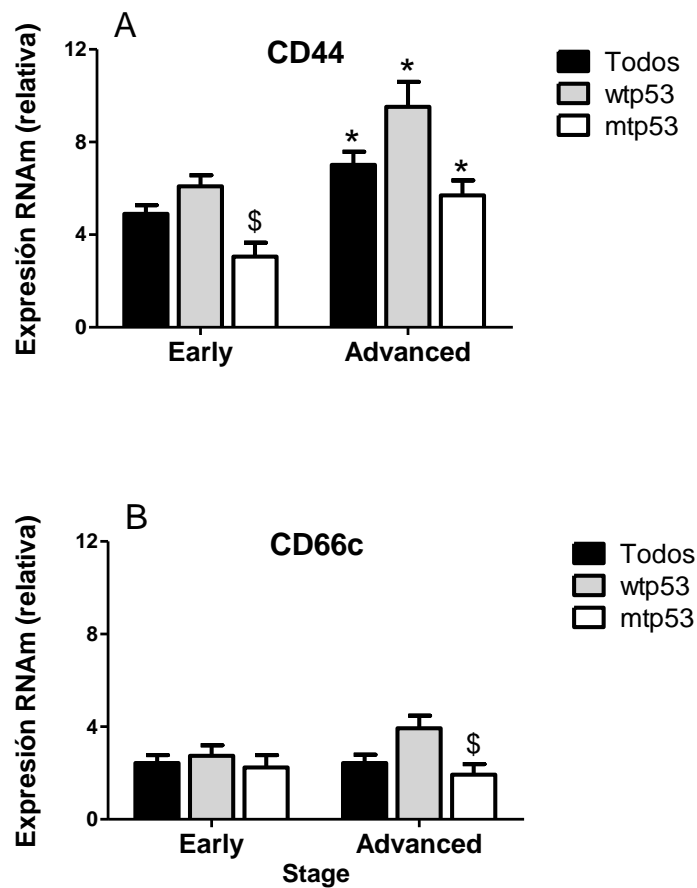 A
CD44
Expresión RNAm (relativa)
12
8
4
0
$
*
*
*
Early
Advanced
Todos
wtp53
mtp53
B
CD66c
Expresión RNAm (relativa)
12
8
4
0
$
Early
Advanced
Stage
Todos
wtp53
mtp53